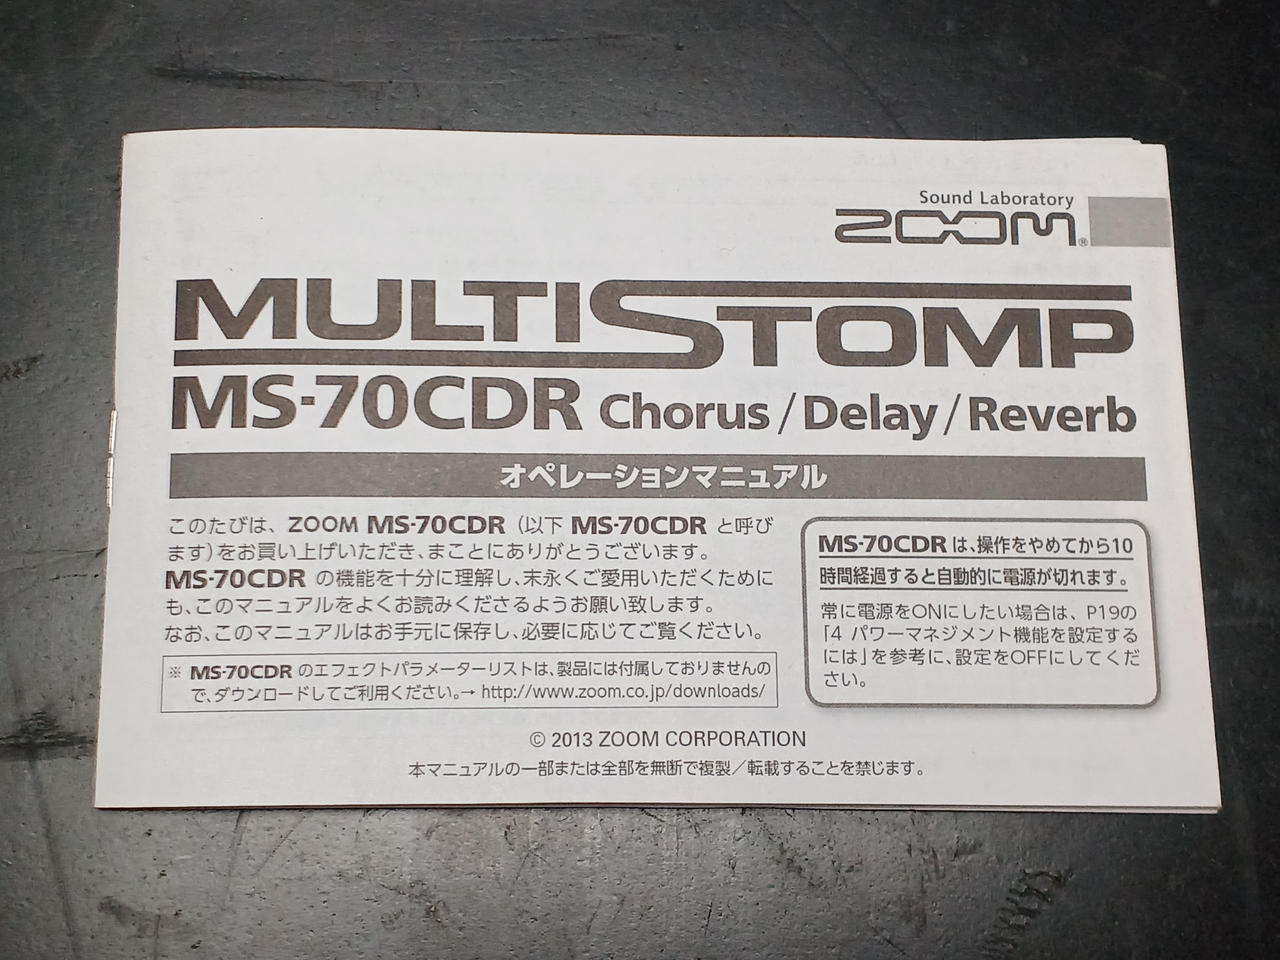 Sound Laboratory
ZOOM®
MULTI STOMP
MS-70CDR Chorus / Delay / Reverb
オペレーションマニュアル
このたびは、ZOOM MS-70CDR（以下 MS-70CDR と呼び
ます）をお買い上げいただき、まことにありがとうございます。
MS-70CDR の機能を十分に理解し、末永くご愛用いただくために
も、このマニュアルをよくお読みくださるようお願い致します。
なお、このマニュアルはお手元に保存し、必要に応じてご覧ください。
※ MS-70CDR のエフェクトパラメーターリストは、製品には付属しておりませんの
で、ダウンロードしてご利用ください。→ http://www.zoom.co.jp/downloads/
MS-70CDR は、操作をやめてから10
時間経過すると自動的に電源が切れます。
常に電源をONにしたい場合は、P19の
「4 パワーマネジメント機能を設定する
には」を参考に、設定をOFFにしてくだ
さい。
© 2013 ZOOM CORPORATION
本マニュアルの一部または全部を無断で複製／転載することを禁じます。